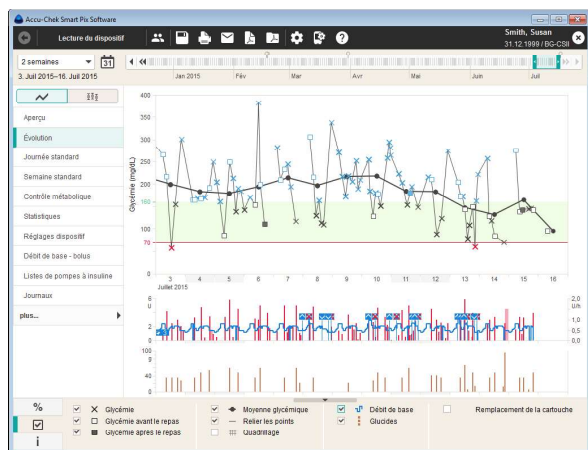 Accu-Chek Smart Pix Software
Lecture du dispositif
Smith, Susan
31.12.1999 / BG-CSII
2 semaines
31
3. Juil 2015–16. Juil 2015
Jan 2015 Fév Mar Avr Mai Juin Juil
Aperçu
Évolution
Journée standard
Semaine standard
Contrôle métabolique
Statistiques
Réglages dispositif
Débit de base - bolus
Listes de pompes à insuline
Journaux
plus...
Glycémie (mg/dL)
400
350
300
250
200
160
150
100
70
50
0
3 4 5 6 7 8 9 10 11 12 13 14 15 16
Juillet 2015
6
U
2
0
2,0
U/h
1,0
0,5
0,0
100
g
40
0
%
i
Glycémie
Glycémie avant le repas
Glycémie après le repas
Moyenne glycémique
Relier les points
Quadrillage
Débit de base
Glucides
Remplacement de la cartouche